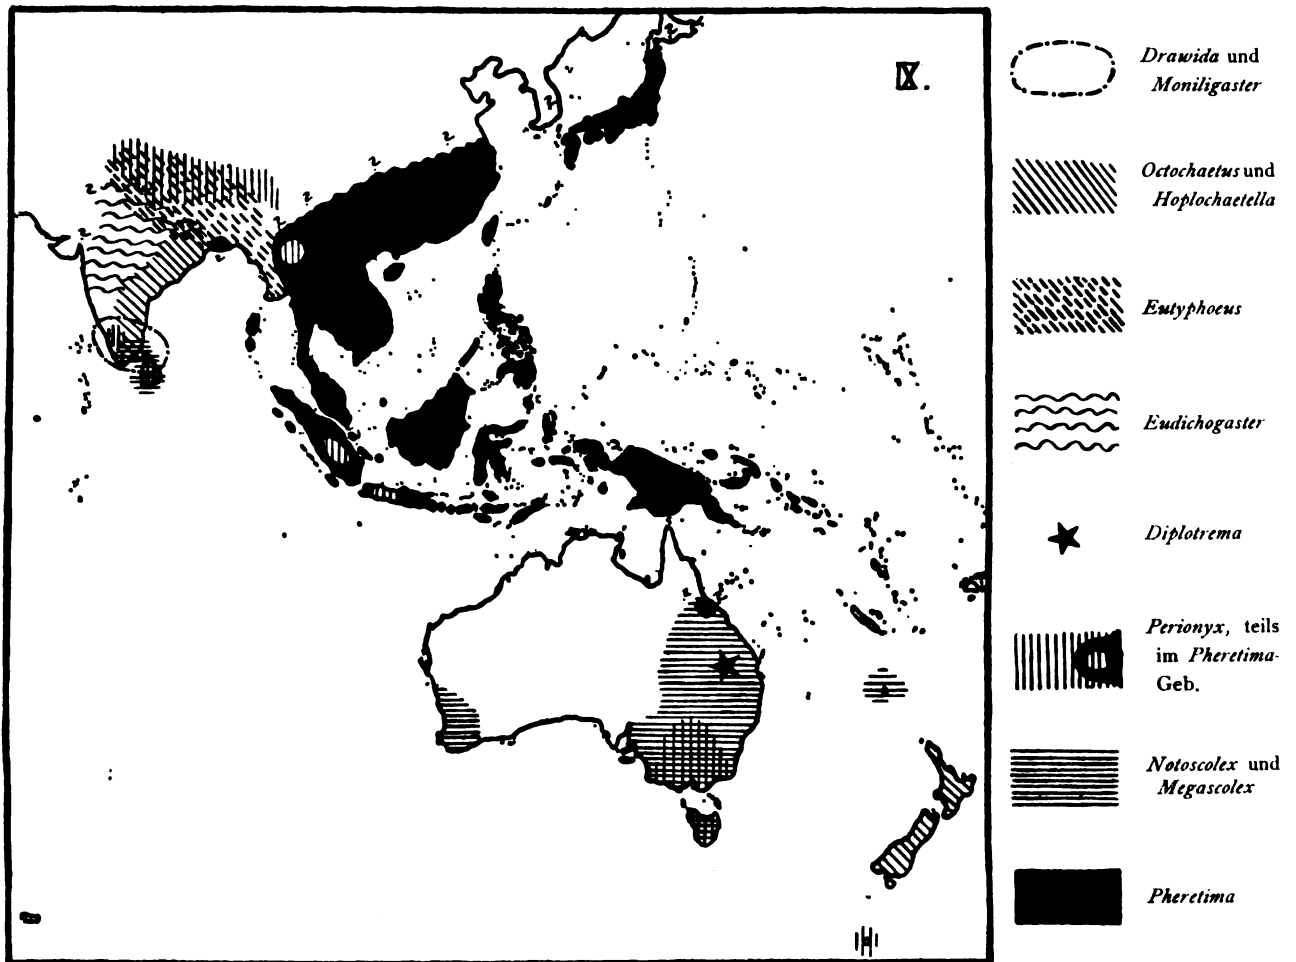 IX.
Drawida und
Moniligaster
Octochaetus und
Hoplochaetella
Eutyphoeus
Eudichogaster
Diplotrema
Perionyx, teils
im Pheretima-
Geb.
Notoscolex und
Megascolex
Pheretima